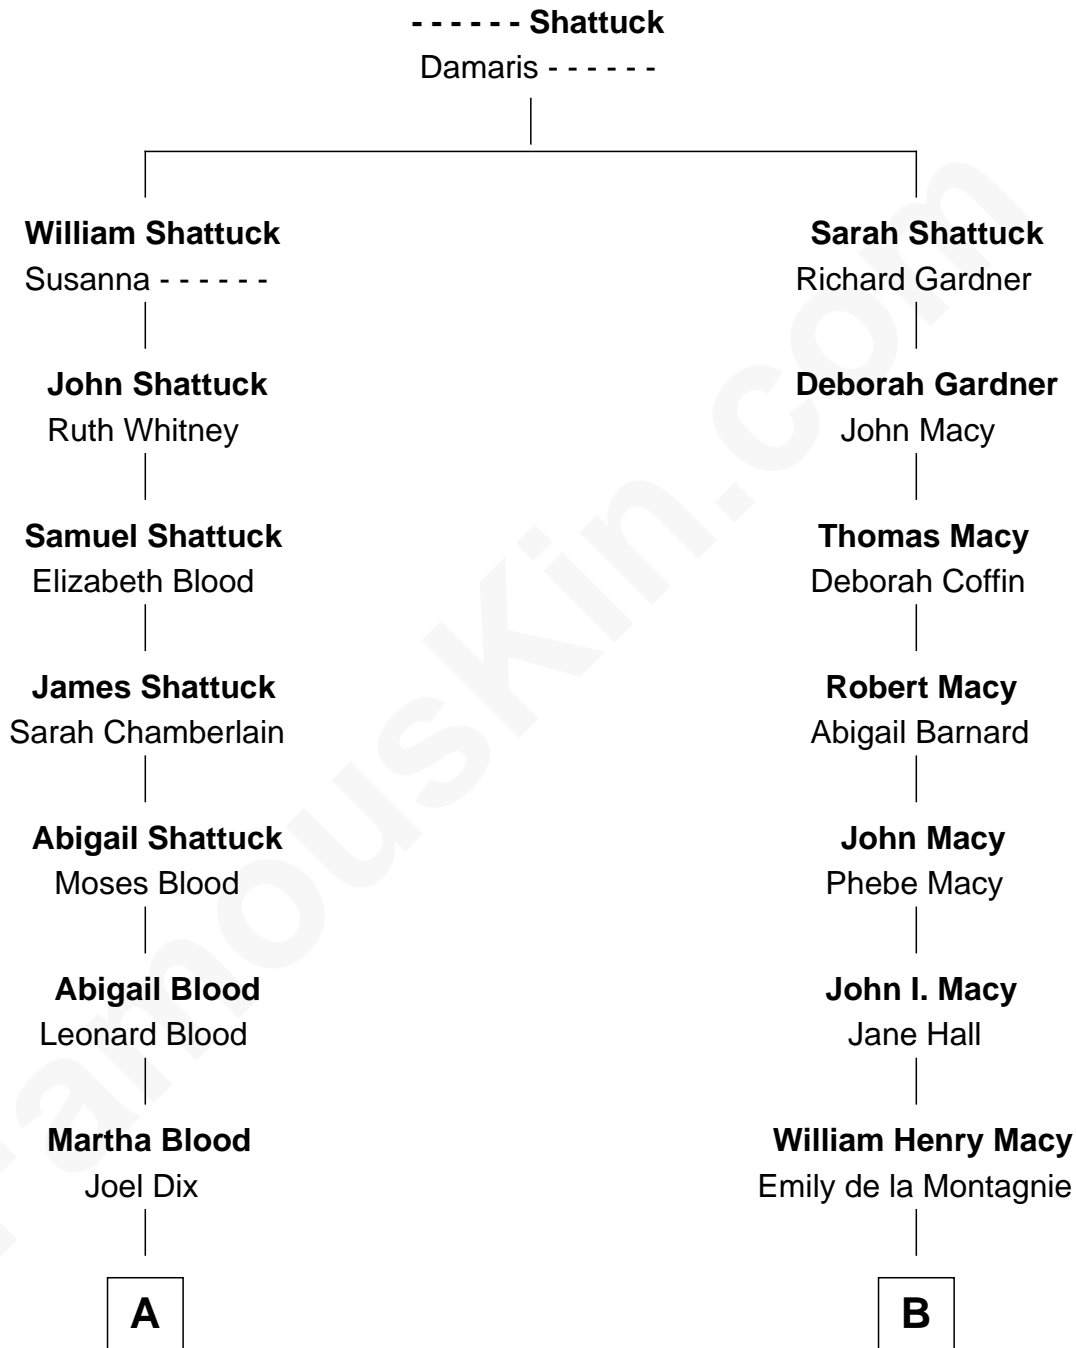 - - - - - - Shattuck
Damaris - - - - - -
William Shattuck
Susanna - - - - - -
Sarah Shattuck
Richard Gardner
John Shattuck
Ruth Whitney
Deborah Gardner
John Macy
Samuel Shattuck
Elizabeth Blood
Thomas Macy
Deborah Coffin
James Shattuck
Sarah Chamberlain
Robert Macy
Abigail Barnard
Abigail Shattuck
Moses Blood
John Macy
Phebe Macy
Abigail Blood
Leonard Blood
John I. Macy
Jane Hall
Martha Blood
Joel Dix
William Henry Macy
Emily de la Montagnie
A
B
FamousKin.com